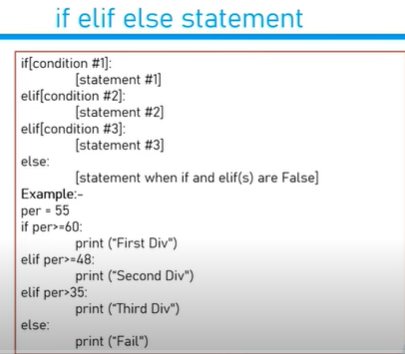 if elif else statement
if[condition #1]:
[statement #1]
elif[condition #2]:
[statement #2]
elif[condition #3]:
[statement #3]
else:
[statement when if and elif(s) are False]
Example:-
per = 55
if per>=60:
print ("First Div")
elif per>=48:
print ("Second Div")
elif per>35:
print ("Third Div")
else:
print ("Fail")